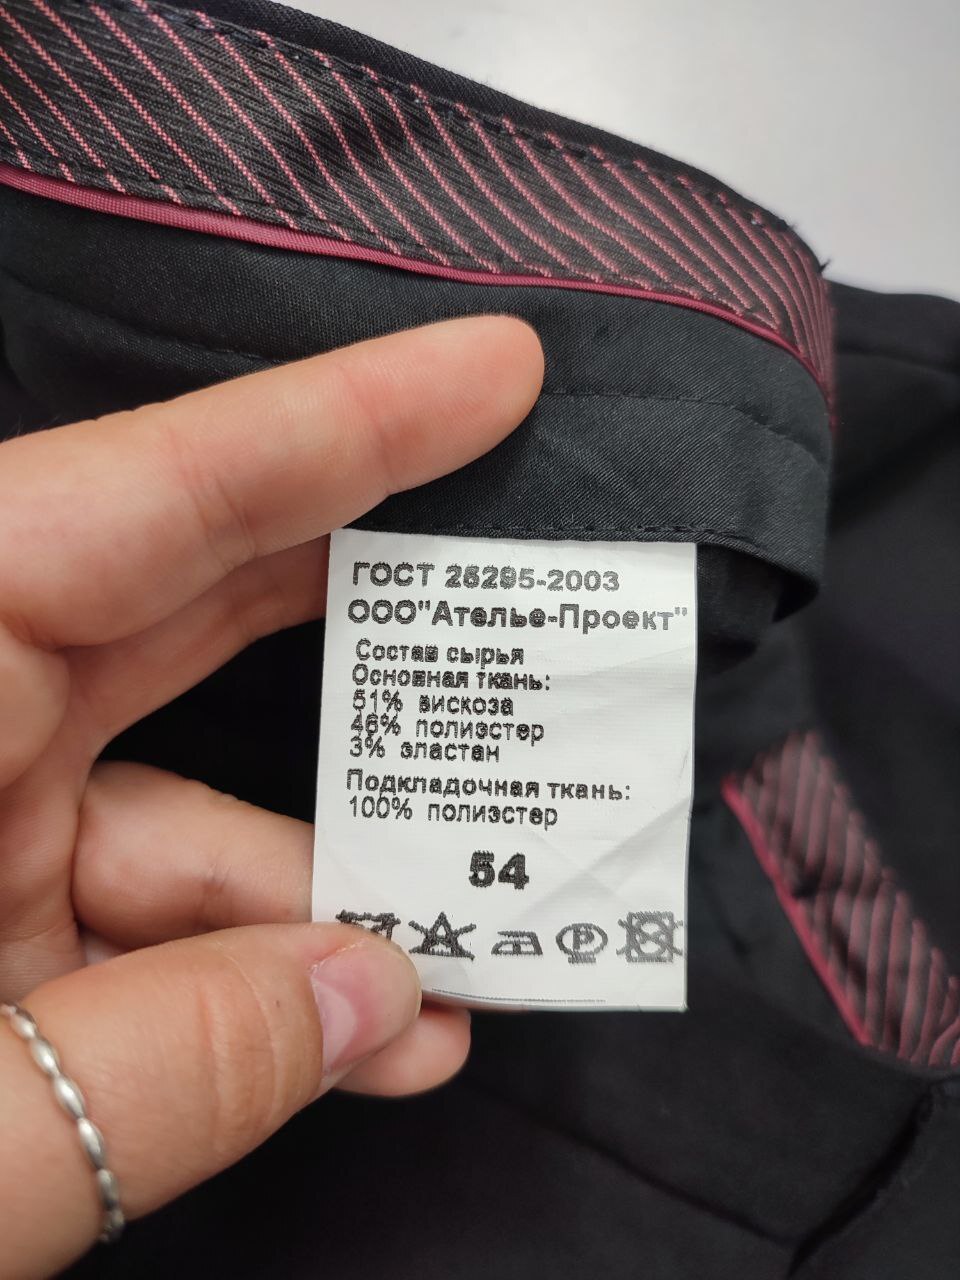 ГОСТ 25295-2003
ООО"Ателье-Проект"
Состав сырья
Основная ткань:
51% вискоза
46% полиэстер
3% эластан
Подкладочная ткань:
100% полиэстер
54
P